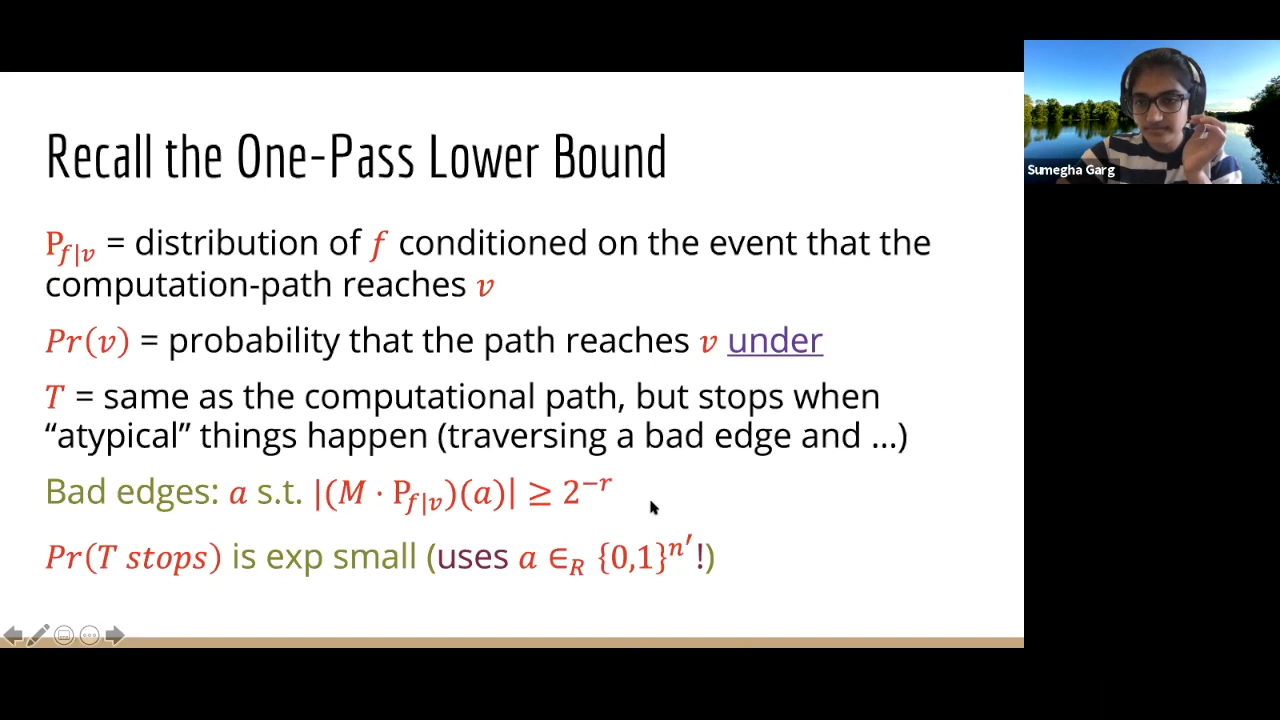 Recall the One-Pass Lower Bound
P_{f|v} = distribution of f conditioned on the event that the
computation-path reaches v
Pr(v) = probability that the path reaches v under
T = same as the computational path, but stops when
“atypical” things happen (traversing a bad edge and …)
Bad edges: a s.t. |(M · P_{f|v})(a)| ≥ 2^{−r}
Pr(T stops) is exp small (uses a ∈_R {0,1}^{n′}!)
Sumegha Garg